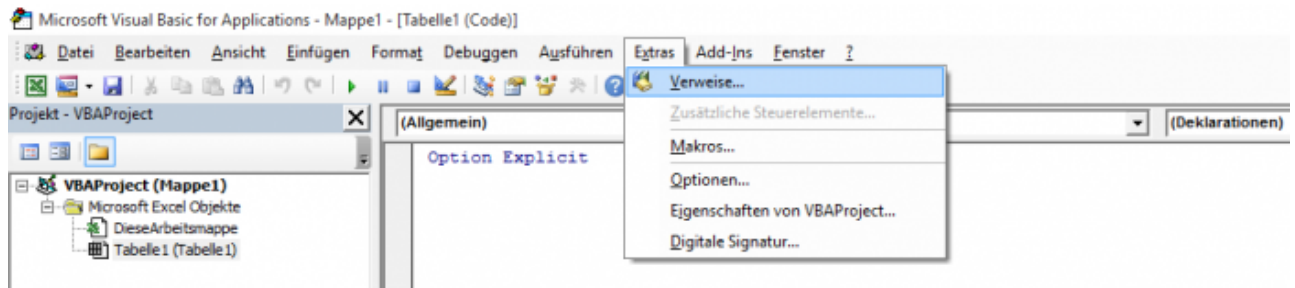 Microsoft Visual Basic for Applications - Mappe1 - [Tabelle1 (Code)]
Datei Bearbeiten Ansicht Einfügen Format Debuggen Ausführen Extras Add-Ins Fenster ?
Projekt - VBAProject
(Allgemein) (Deklarationen)
Verweise...
Zusätzliche Steuerelemente...
Makros...
Optionen...
Eigenschaften von VBAProject...
Digitale Signatur...
Option Explicit
VBAProject (Mappe1)
Microsoft Excel Objekte
DieseArbeitsmappe
Tabelle1 (Tabelle1)